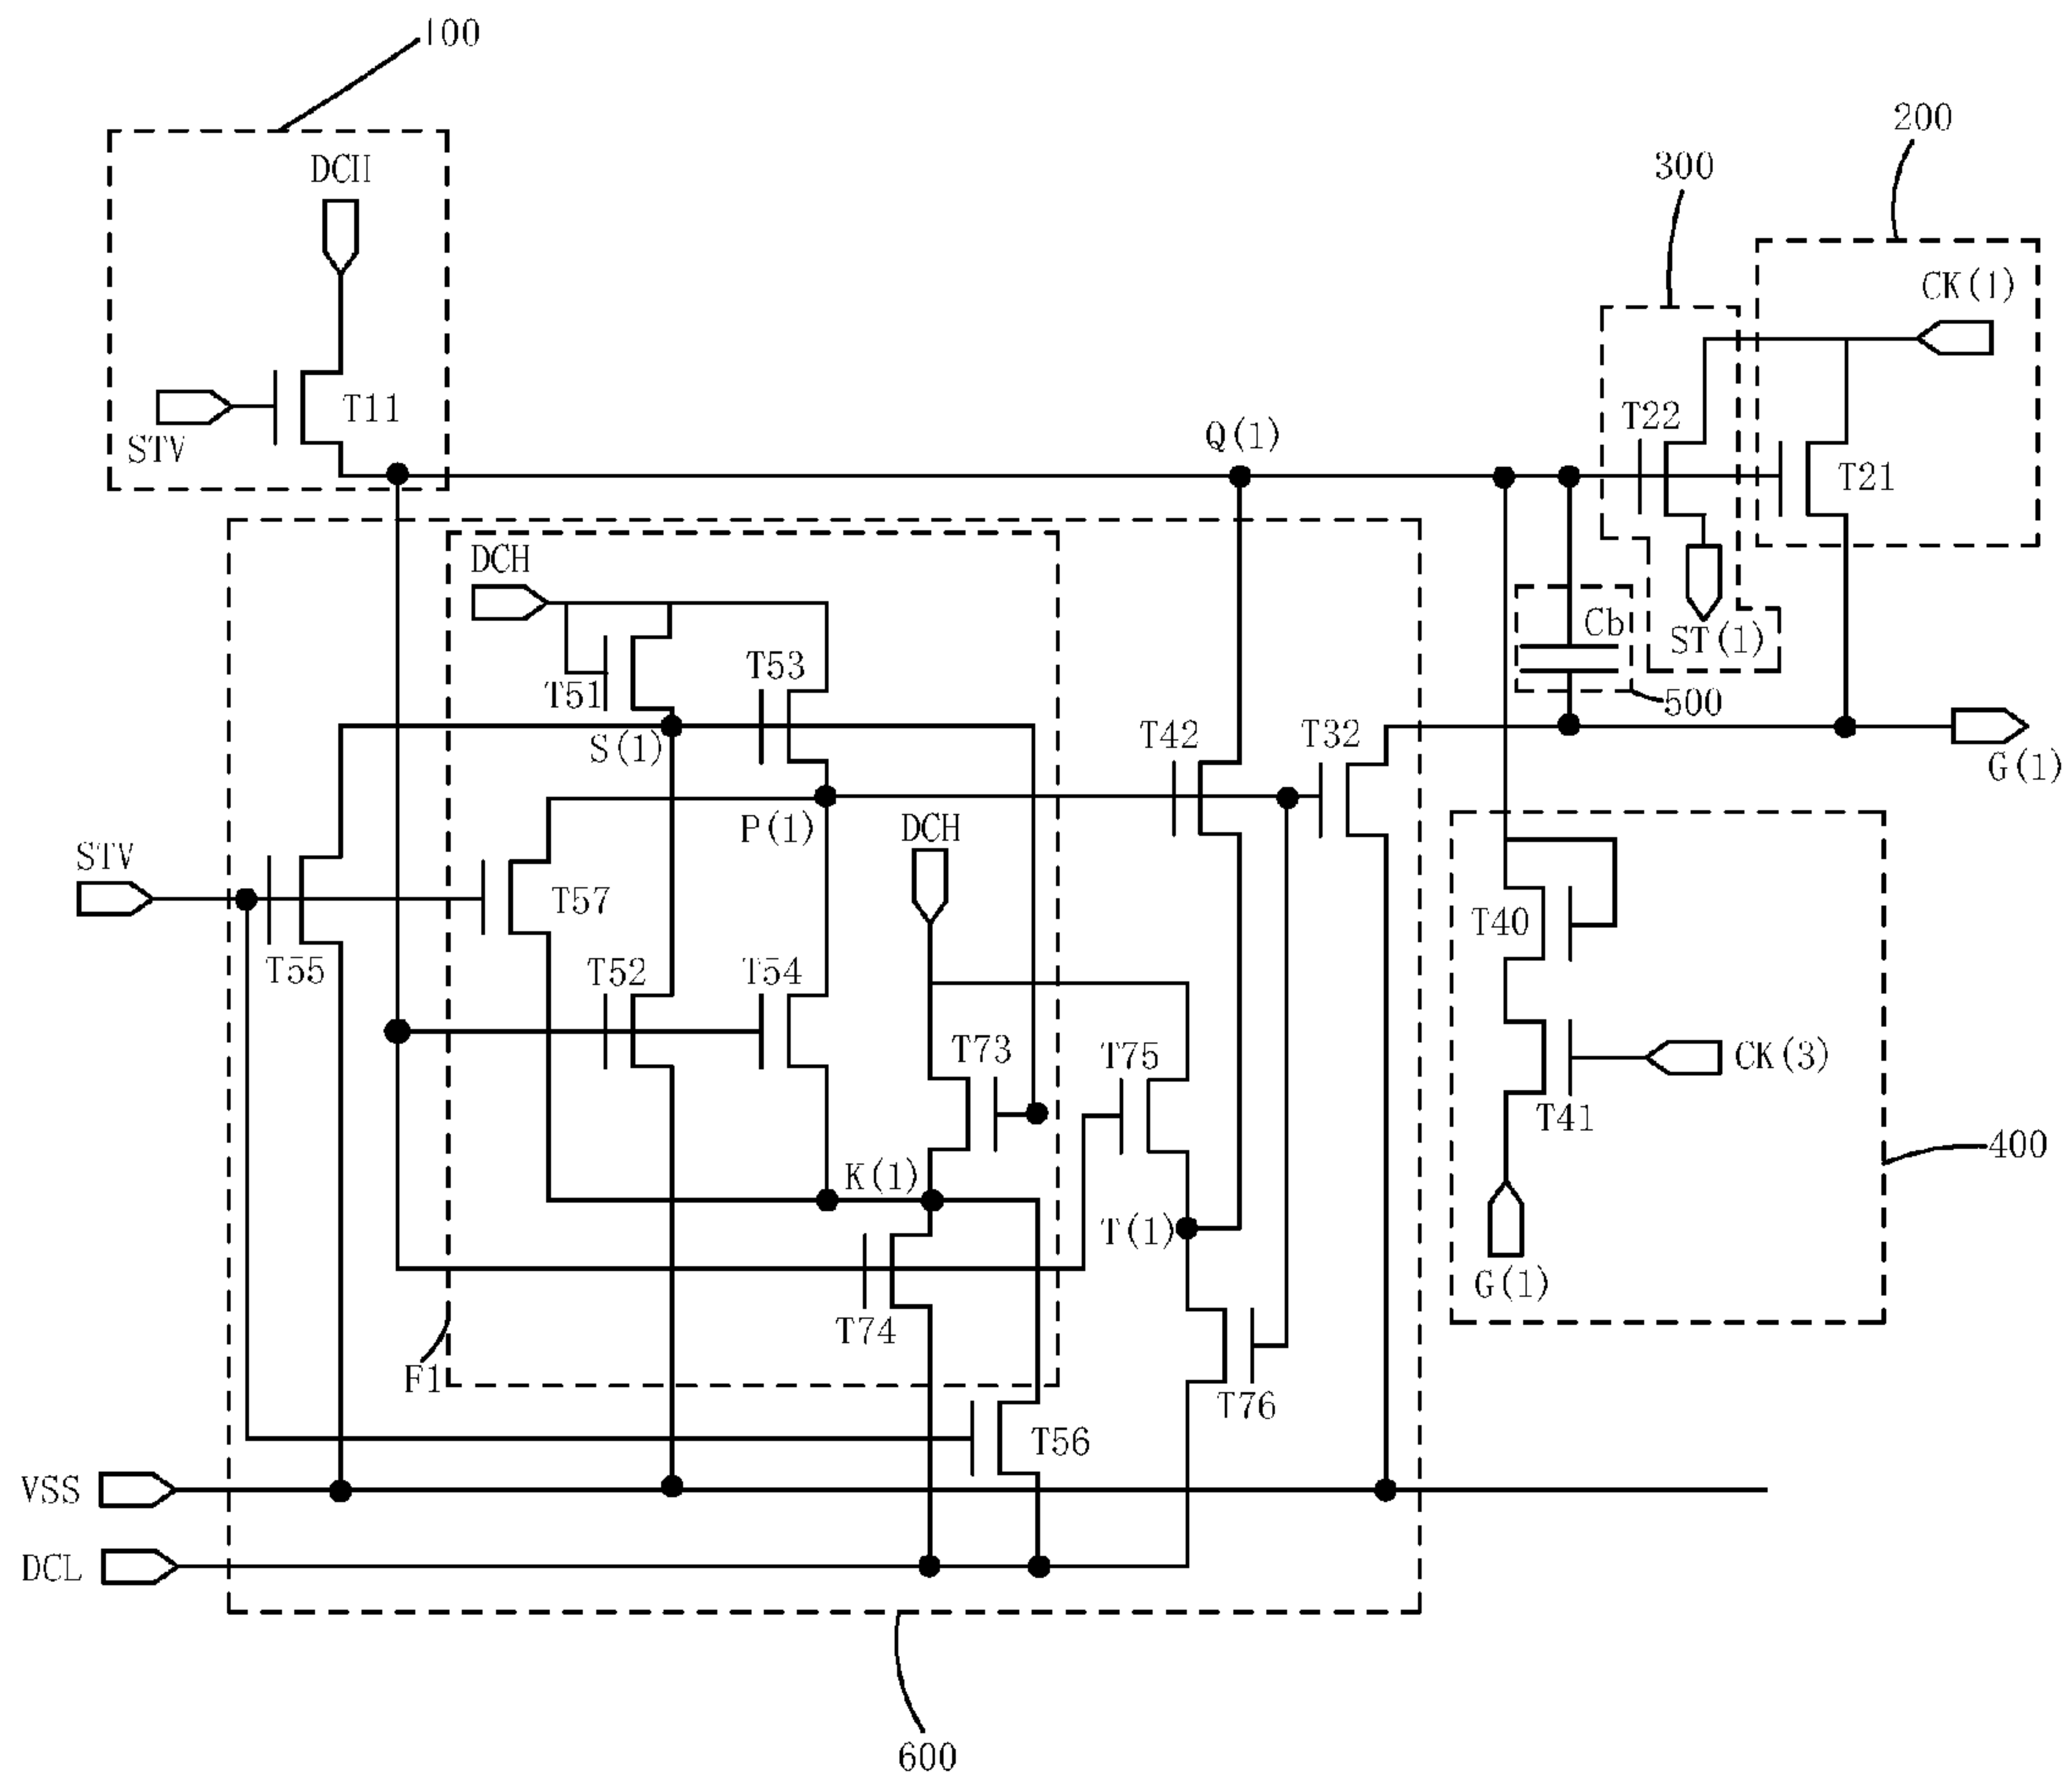 100
DCH
200
300
CK(1)
T11
STV
T22
Q(1)
T21
DCH
Cb
ST(1)
T53
T51
500
S(1)
T42
T32
G(1)
P(1)
DCH
STV
T57
T40
T55
T52
T54
T73
T75
CK(3)
T41
400
K(1)
T(1)
G(1)
T74
F1
T76
T56
VSS
DCL
600